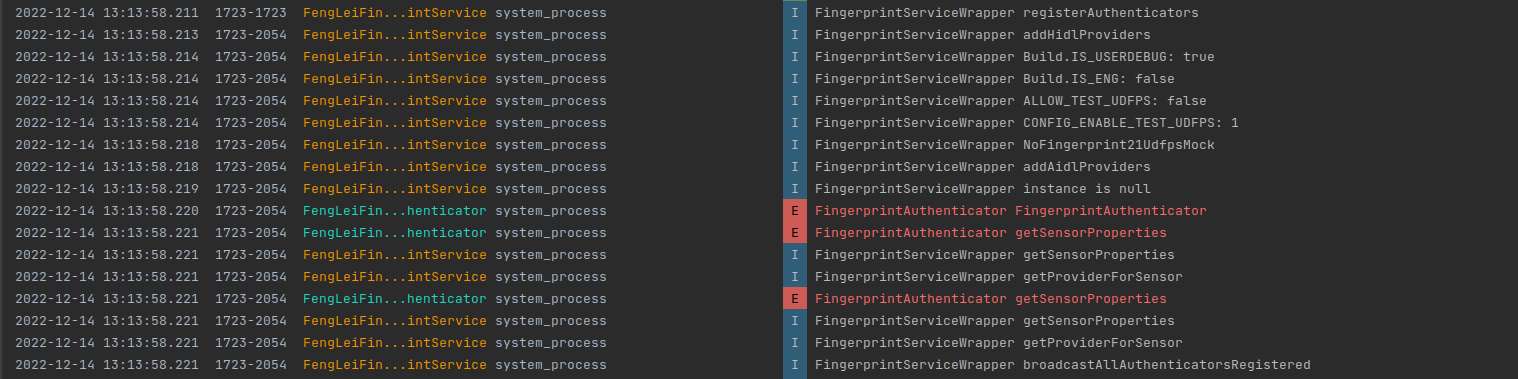 2022-12-14 13:13:58.211 1723-1723 FengLeiFin...intService system_process I FingerprintServiceWrapper registerAuthenticators
2022-12-14 13:13:58.213 1723-2054 FengLeiFin...intService system_process I FingerprintServiceWrapper addHidlProviders
2022-12-14 13:13:58.214 1723-2054 FengLeiFin...intService system_process I FingerprintServiceWrapper Build.IS_USERDEBUG: true
2022-12-14 13:13:58.214 1723-2054 FengLeiFin...intService system_process I FingerprintServiceWrapper Build.IS_ENG: false
2022-12-14 13:13:58.214 1723-2054 FengLeiFin...intService system_process I FingerprintServiceWrapper ALLOW_TEST_UDFPS: false
2022-12-14 13:13:58.214 1723-2054 FengLeiFin...intService system_process I FingerprintServiceWrapper CONFIG_ENABLE_TEST_UDFPS: 1
2022-12-14 13:13:58.218 1723-2054 FengLeiFin...intService system_process I FingerprintServiceWrapper NoFingerprint21UdfpsMock
2022-12-14 13:13:58.218 1723-2054 FengLeiFin...intService system_process I FingerprintServiceWrapper addAidlProviders
2022-12-14 13:13:58.219 1723-2054 FengLeiFin...intService system_process I FingerprintServiceWrapper instance is null
2022-12-14 13:13:58.220 1723-2054 FengLeiFin...henticator system_process E FingerprintAuthenticator FingerprintAuthenticator
2022-12-14 13:13:58.221 1723-2054 FengLeiFin...henticator system_process E FingerprintAuthenticator getSensorProperties
2022-12-14 13:13:58.221 1723-2054 FengLeiFin...intService system_process I FingerprintServiceWrapper getSensorProperties
2022-12-14 13:13:58.221 1723-2054 FengLeiFin...intService system_process I FingerprintServiceWrapper getProviderForSensor
2022-12-14 13:13:58.221 1723-2054 FengLeiFin...henticator system_process E FingerprintAuthenticator getSensorProperties
2022-12-14 13:13:58.221 1723-2054 FengLeiFin...intService system_process I FingerprintServiceWrapper getSensorProperties
2022-12-14 13:13:58.221 1723-2054 FengLeiFin...intService system_process I FingerprintServiceWrapper getProviderForSensor
2022-12-14 13:13:58.221 1723-2054 FengLeiFin...intService system_process I FingerprintServiceWrapper broadcastAllAuthenticatorsRegistered